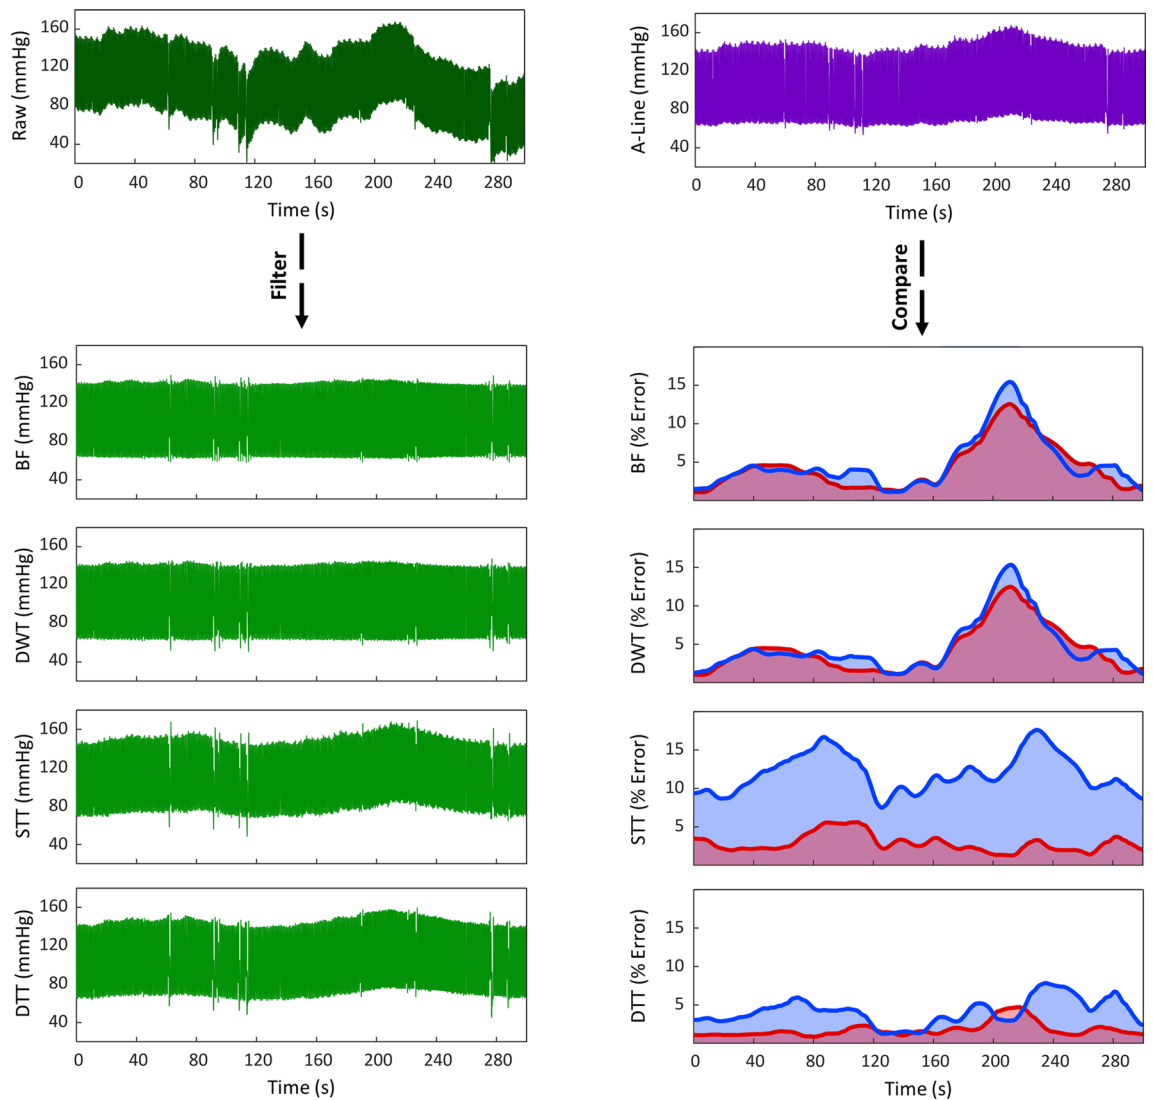 Raw (mmHg)
160
120
80
40
0 40 80 120 160 200 240 280
Time (s)
A-Line (mmHg)
160
120
80
40
0 40 80 120 160 200 240 280
Time (s)
Filter
Compare
BF (mmHg)
160
120
80
40
BF (% Error)
15
10
5
DWT (mmHg)
160
120
80
40
DWT (% Error)
15
10
5
STT (mmHg)
160
120
80
40
STT (% Error)
15
10
5
DTT (mmHg)
160
120
80
40
0 40 80 120 160 200 240 280
Time (s)
DTT (% Error)
15
10
5
0 40 80 120 160 200 240 280
Time (s)